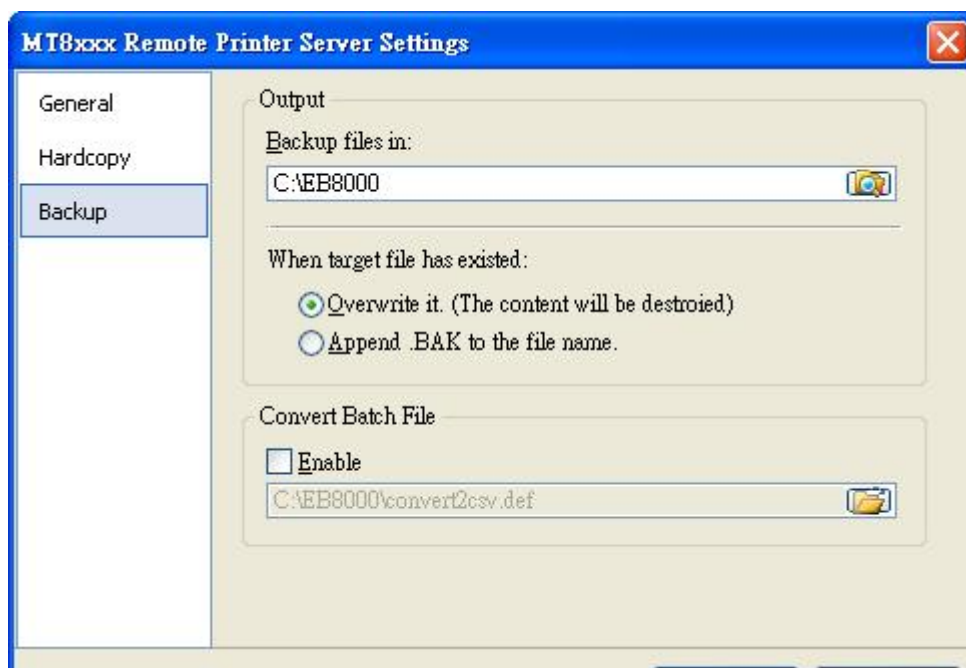 MT8xxx Remote Printer Server Settings
General
Hardcopy
Backup
Output
Backup files in:
C:\EB8000
When target file has existed:
Overwrite it. (The content will be destroied)
Append .BAK to the file name.
Convert Batch File
Enable
C:\EB8000\convert2csv.def